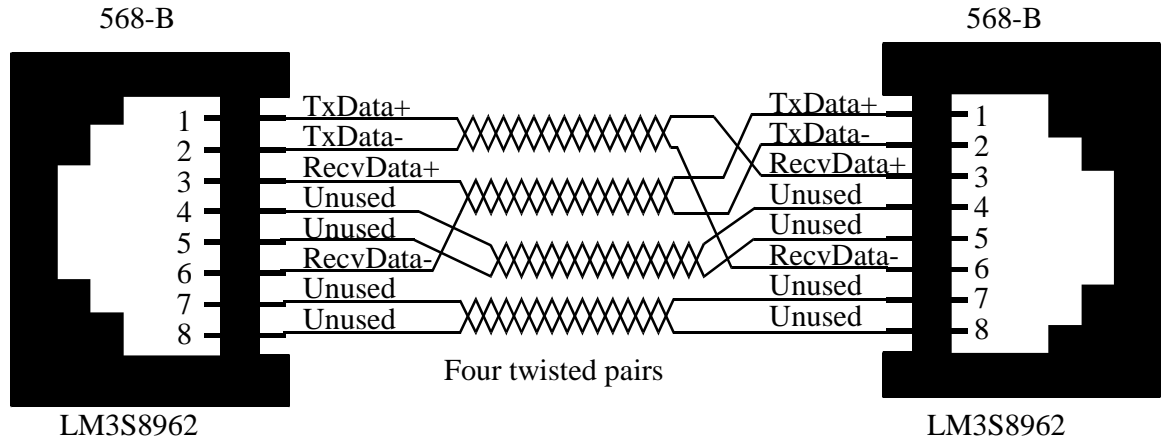 568-B
568-B
1 TxData+ TxData+ 1
2 TxData- TxData- 2
3 RecvData+ RecvData+ 3
4 Unused Unused 4
5 Unused Unused 5
6 RecvData- RecvData- 6
7 Unused Unused 7
8 Unused Unused 8
Four twisted pairs
LM3S8962
LM3S8962